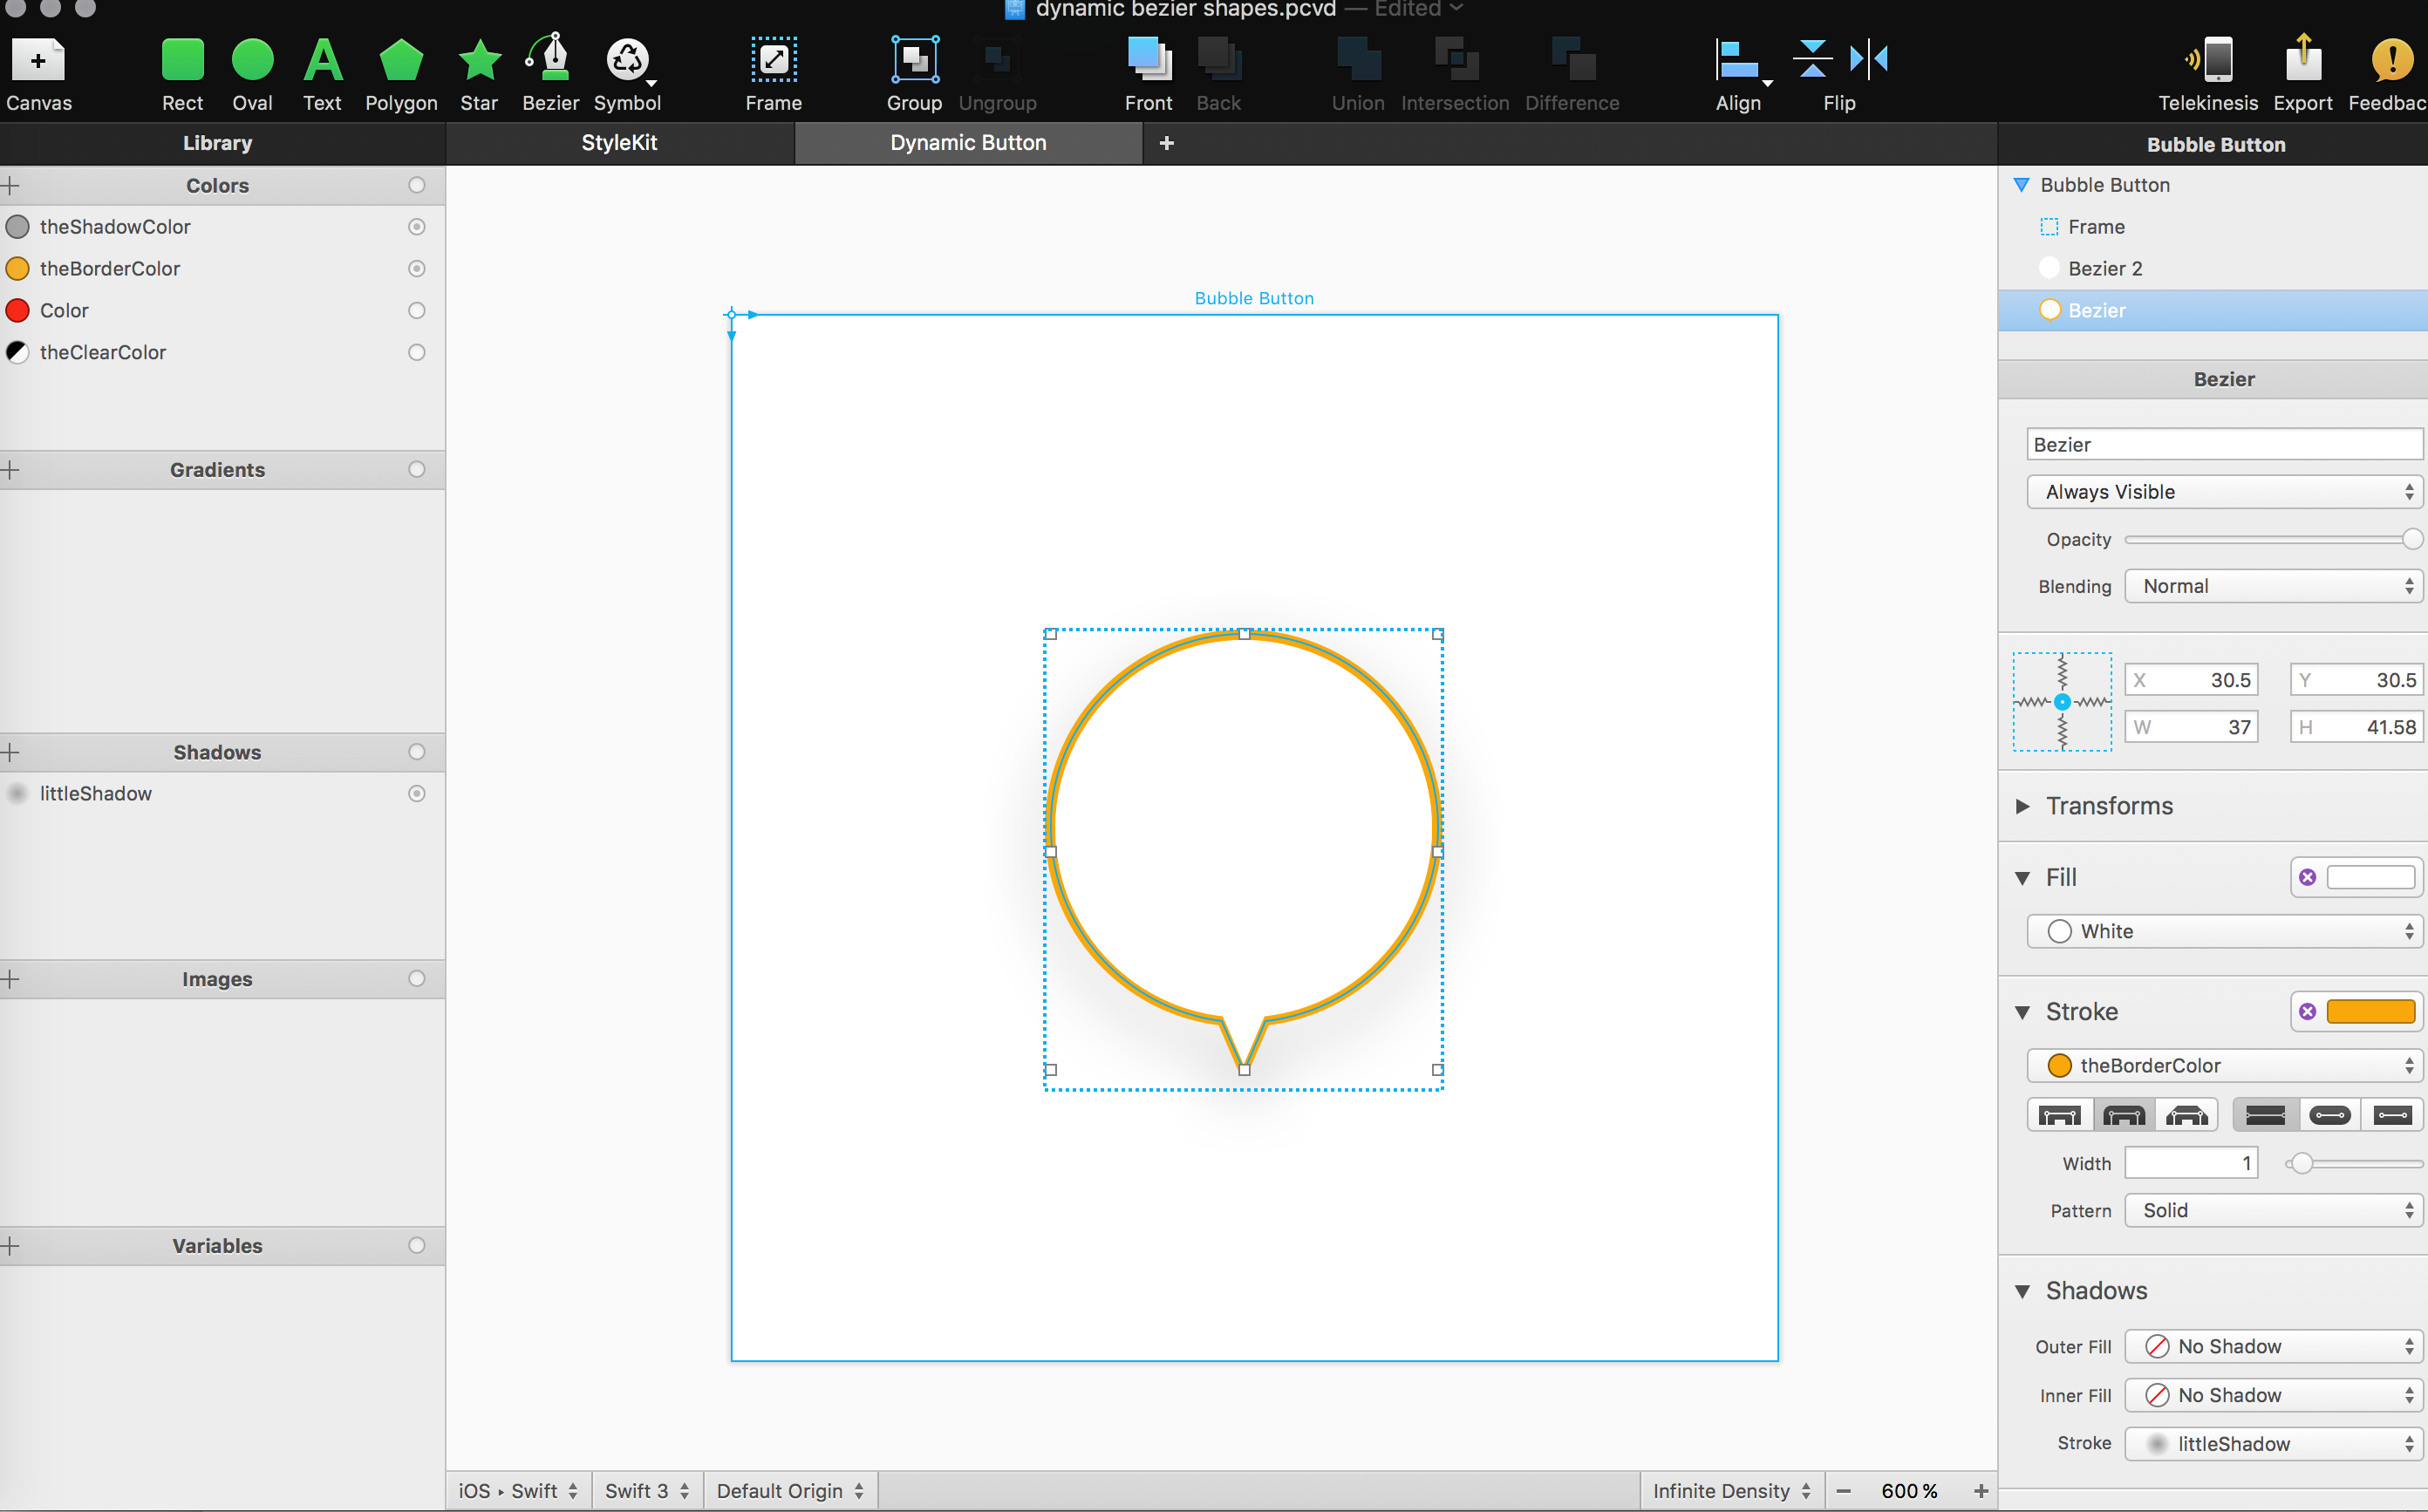 dynamic bezier shapes.pcvd — Edited
Canvas Rect Oval Text Polygon Star Bezier Symbol Frame Group Ungroup Front Back Union Intersection Difference Align Flip Telekinesis Export Feedbac
Library StyleKit Dynamic Button + Bubble Button
Colors
theShadowColor
theBorderColor
Color
theClearColor
Gradients
Shadows
littleShadow
Images
Variables
Bubble Button
iOS ▸ Swift Swift 3 Default Origin Infinite Density − 600% +
Bubble Button
Frame
Bezier 2
Bezier
Bezier
Bezier
Always Visible
Opacity
Blending Normal
X 30.5 Y 30.5
W 37 H 41.58
Transforms
Fill
White
Stroke
theBorderColor
Width 1
Pattern Solid
Shadows
Outer Fill No Shadow
Inner Fill No Shadow
Stroke littleShadow